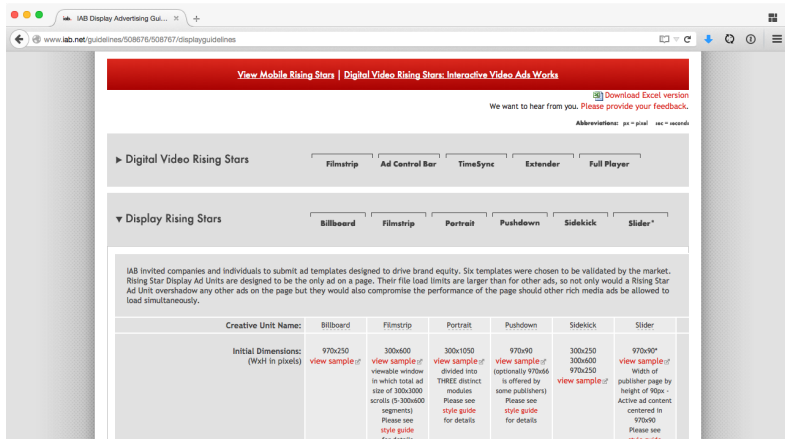 iab. IAB Display Advertising Gui... × +
www.iab.net/guidelines/508676/508767/displayguidelines
View Mobile Rising Stars | Digital Video Rising Stars: Interactive Video Ads Works
Download Excel version
We want to hear from you. Please provide your feedback.
Abbreviations: px = pixel sec = seconds
Digital Video Rising Stars Filmstrip Ad Control Bar TimeSync Extender Full Player
Display Rising Stars Billboard Filmstrip Portrait Pushdown Sidekick Slider*
IAB invited companies and individuals to submit ad templates designed to drive brand equity. Six templates were chosen to be validated by the market.
Rising Star Display Ad Units are designed to be the only ad on a page. Their file load limits are larger than for other ads, so not only would a Rising Star
Ad Unit overshadow any other ads on the page but they would also compromise the performance of the page should other rich media ads be allowed to
load simultaneously.
Creative Unit Name: Billboard Filmstrip Portrait Pushdown Sidekick Slider
Initial Dimensions: 970x250 300x600 300x1050 970x90 300x250 970x90*
(WxH in pixels) view sample view sample view sample view sample 300x600 view sample
viewable window divided into (optionally 970x66 970x250 Width of
in which total ad THREE distinct is offered by view sample publisher page by
size of 300x3000 modules some publishers) height of 90px -
scrolls (5-300x600 Please see Please see Active ad content
segments) style guide style guide centered in
Please see for details for details 970x90
style guide Please see
for details style guide